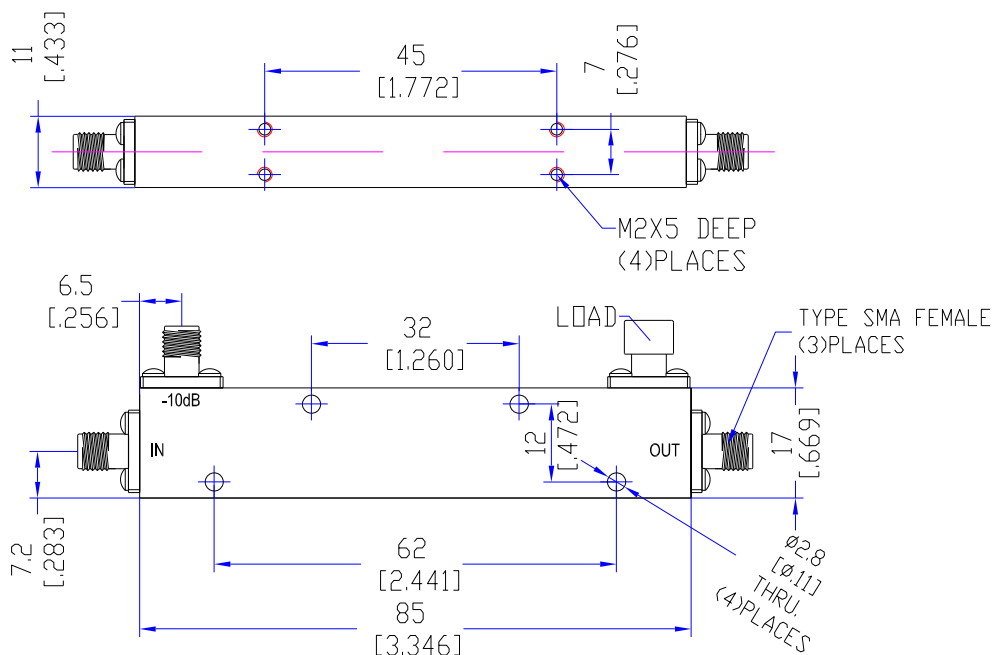 11
[.433]
45
[1.772]
7
[.276]
M2X5 DEEP
(4)PLACES
6.5
[.256]
32
[1.260]
LOAD
TYPE SMA FEMALE
(3)PLACES
-10dB
IN
OUT
12
[.472]
17
[.669]
7.2
[.283]
62
[2.441]
85
[3.346]
ø2.8
[ø.11]
THRU.
(4)PLACES